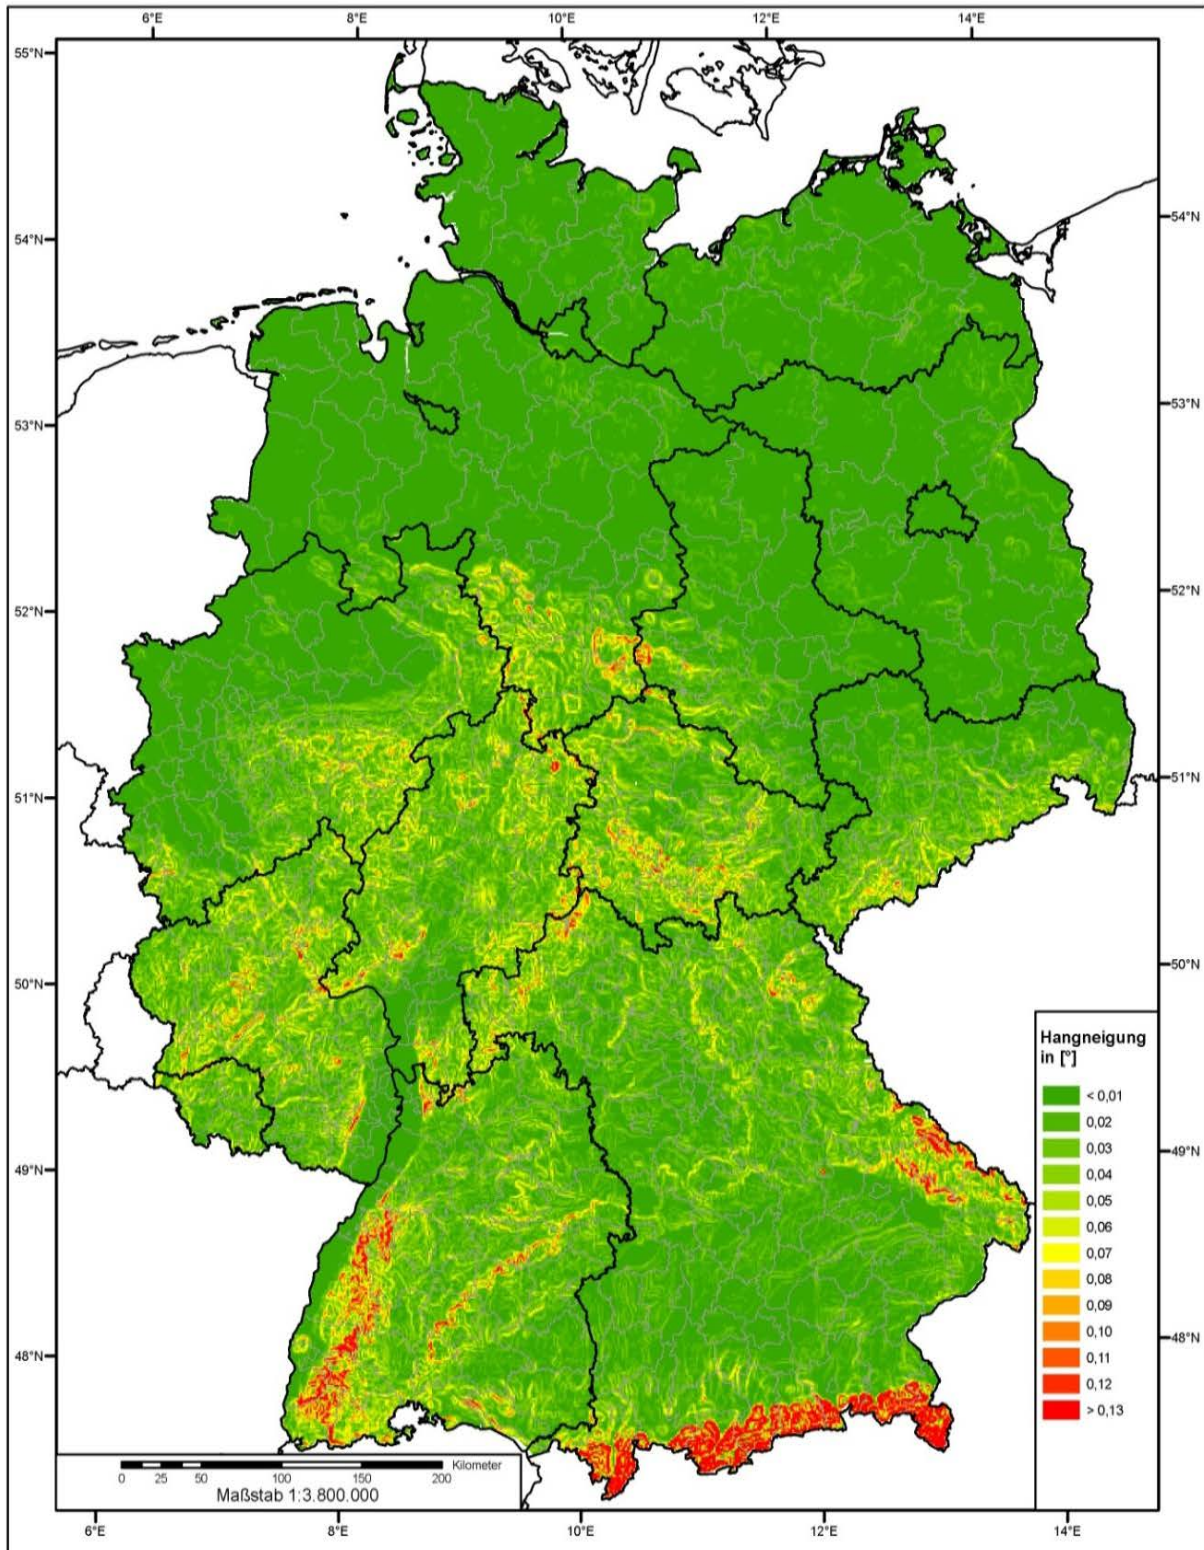 6°E 8°E 10°E 12°E 14°E
55°N
54°N
54°N
53°N
53°N
52°N
52°N
51°N
51°N
50°N
50°N
49°N
49°N
48°N
48°N
Hangneigung
in [°]
< 0,01
0,02
0,03
0,04
0,05
0,06
0,07
0,08
0,09
0,10
0,11
0,12
> 0,13
Kilometer
0 25 50 100 150 200
Maßstab 1:3.800.000
6°E 8°E 10°E 12°E 14°E